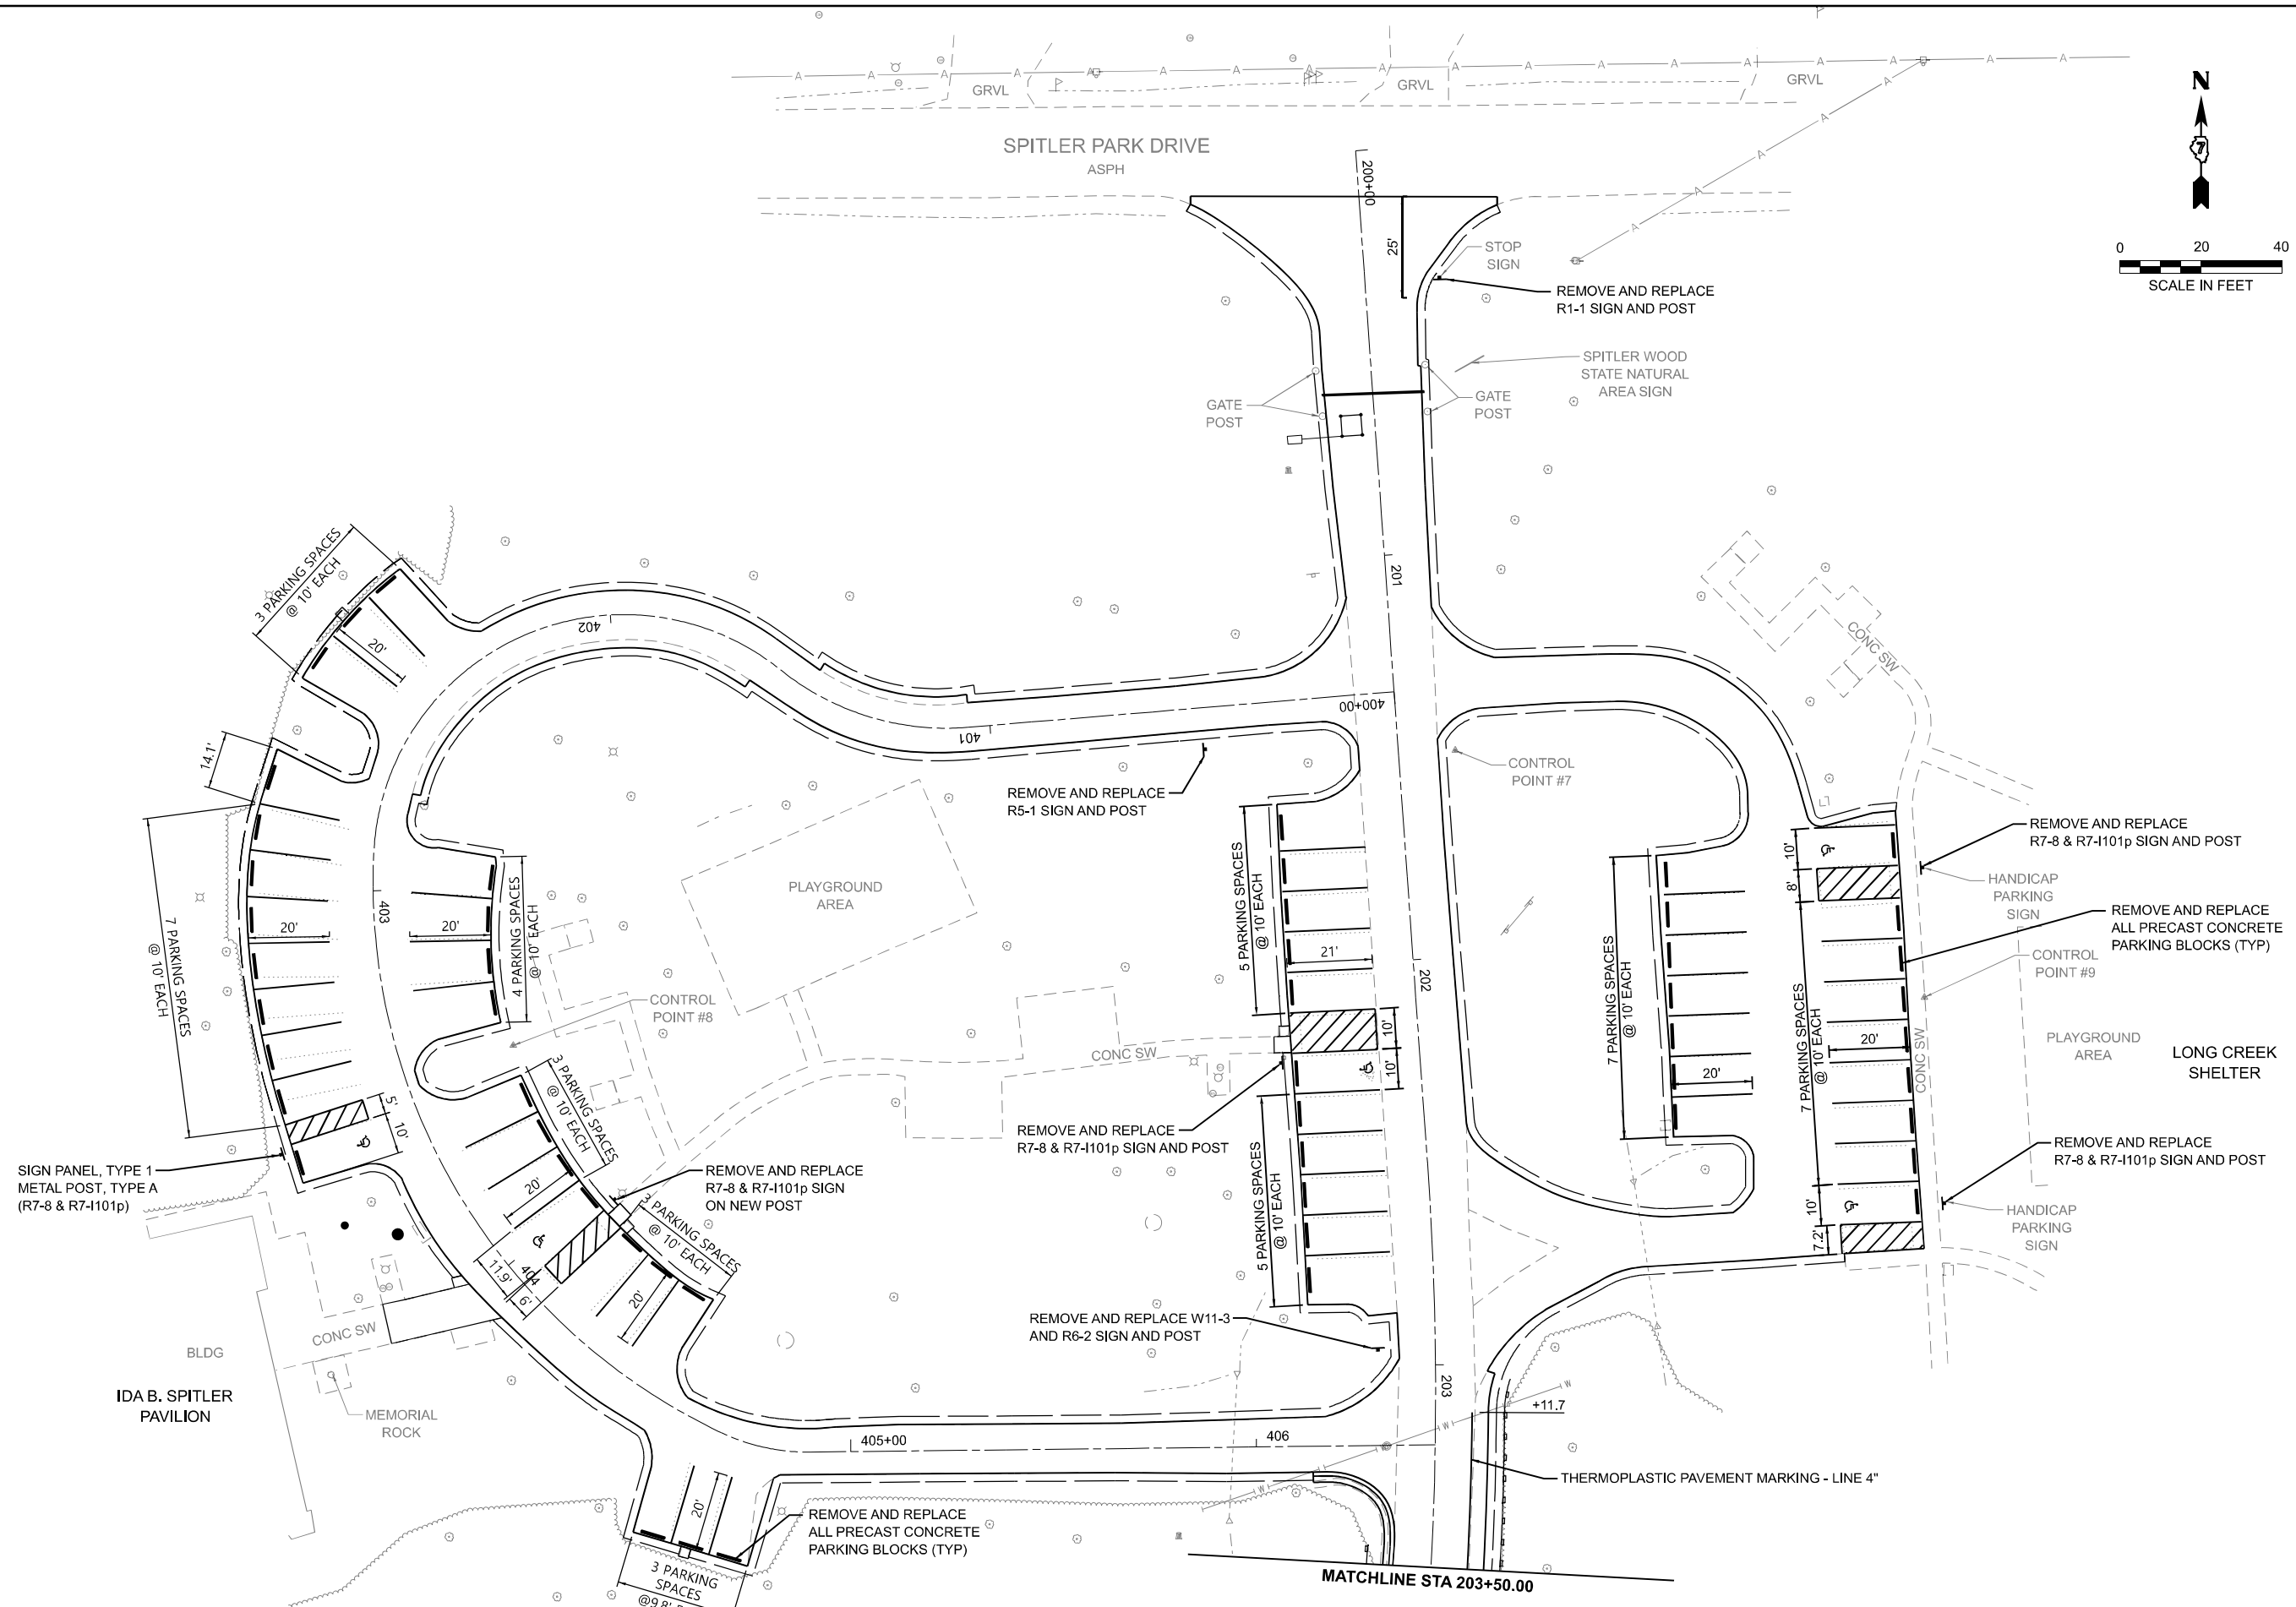 GRVL
GRVL
GRVL
SPITLER PARK DRIVE
ASPH
N
7
0 20 40
SCALE IN FEET
200+00
25'
STOP
SIGN
REMOVE AND REPLACE
R1-1 SIGN AND POST
SPITLER WOOD
STATE NATURAL
AREA SIGN
GATE
POST
GATE
POST
201
3 PARKING SPACES
@ 10' EACH
20'
402
CONC SW
400+00
401
14.1'
CONTROL
POINT #7
REMOVE AND REPLACE
R5-1 SIGN AND POST
REMOVE AND REPLACE
R7-8 & R7-I101p SIGN AND POST
HANDICAP
PARKING
SIGN
REMOVE AND REPLACE
ALL PRECAST CONCRETE
PARKING BLOCKS (TYP)
CONTROL
POINT #9
10'
8'
7 PARKING SPACES
@ 10' EACH
20'
403
20'
4 PARKING SPACES
@ 10' EACH
PLAYGROUND
AREA
5 PARKING SPACES
@ 10' EACH
21'
202
7 PARKING SPACES
@ 10' EACH
20'
7 PARKING SPACES
@ 10' EACH
20'
CONC SW
PLAYGROUND
AREA
LONG CREEK
SHELTER
CONTROL
POINT #8
CONC SW
10'
10'
3 PARKING SPACES
@ 10' EACH
5'
10'
SIGN PANEL, TYPE 1
METAL POST, TYPE A
(R7-8 & R7-I101p)
20'
REMOVE AND REPLACE
R7-8 & R7-I101p SIGN
ON NEW POST
REMOVE AND REPLACE
R7-8 & R7-I101p SIGN AND POST
5 PARKING SPACES
@ 10' EACH
REMOVE AND REPLACE
R7-8 & R7-I101p SIGN AND POST
10'
7.2'
HANDICAP
PARKING
SIGN
3 PARKING SPACES
@ 10' EACH
11.9'
404
6'
20'
CONC SW
BLDG
IDA B. SPITLER
PAVILION
MEMORIAL
ROCK
REMOVE AND REPLACE W11-3
AND R6-2 SIGN AND POST
203
+11.7
405+00
406
THERMOPLASTIC PAVEMENT MARKING - LINE 4"
20'
REMOVE AND REPLACE
ALL PRECAST CONCRETE
PARKING BLOCKS (TYP)
3 PARKING
SPACES
MATCHLINE STA 203+50.00